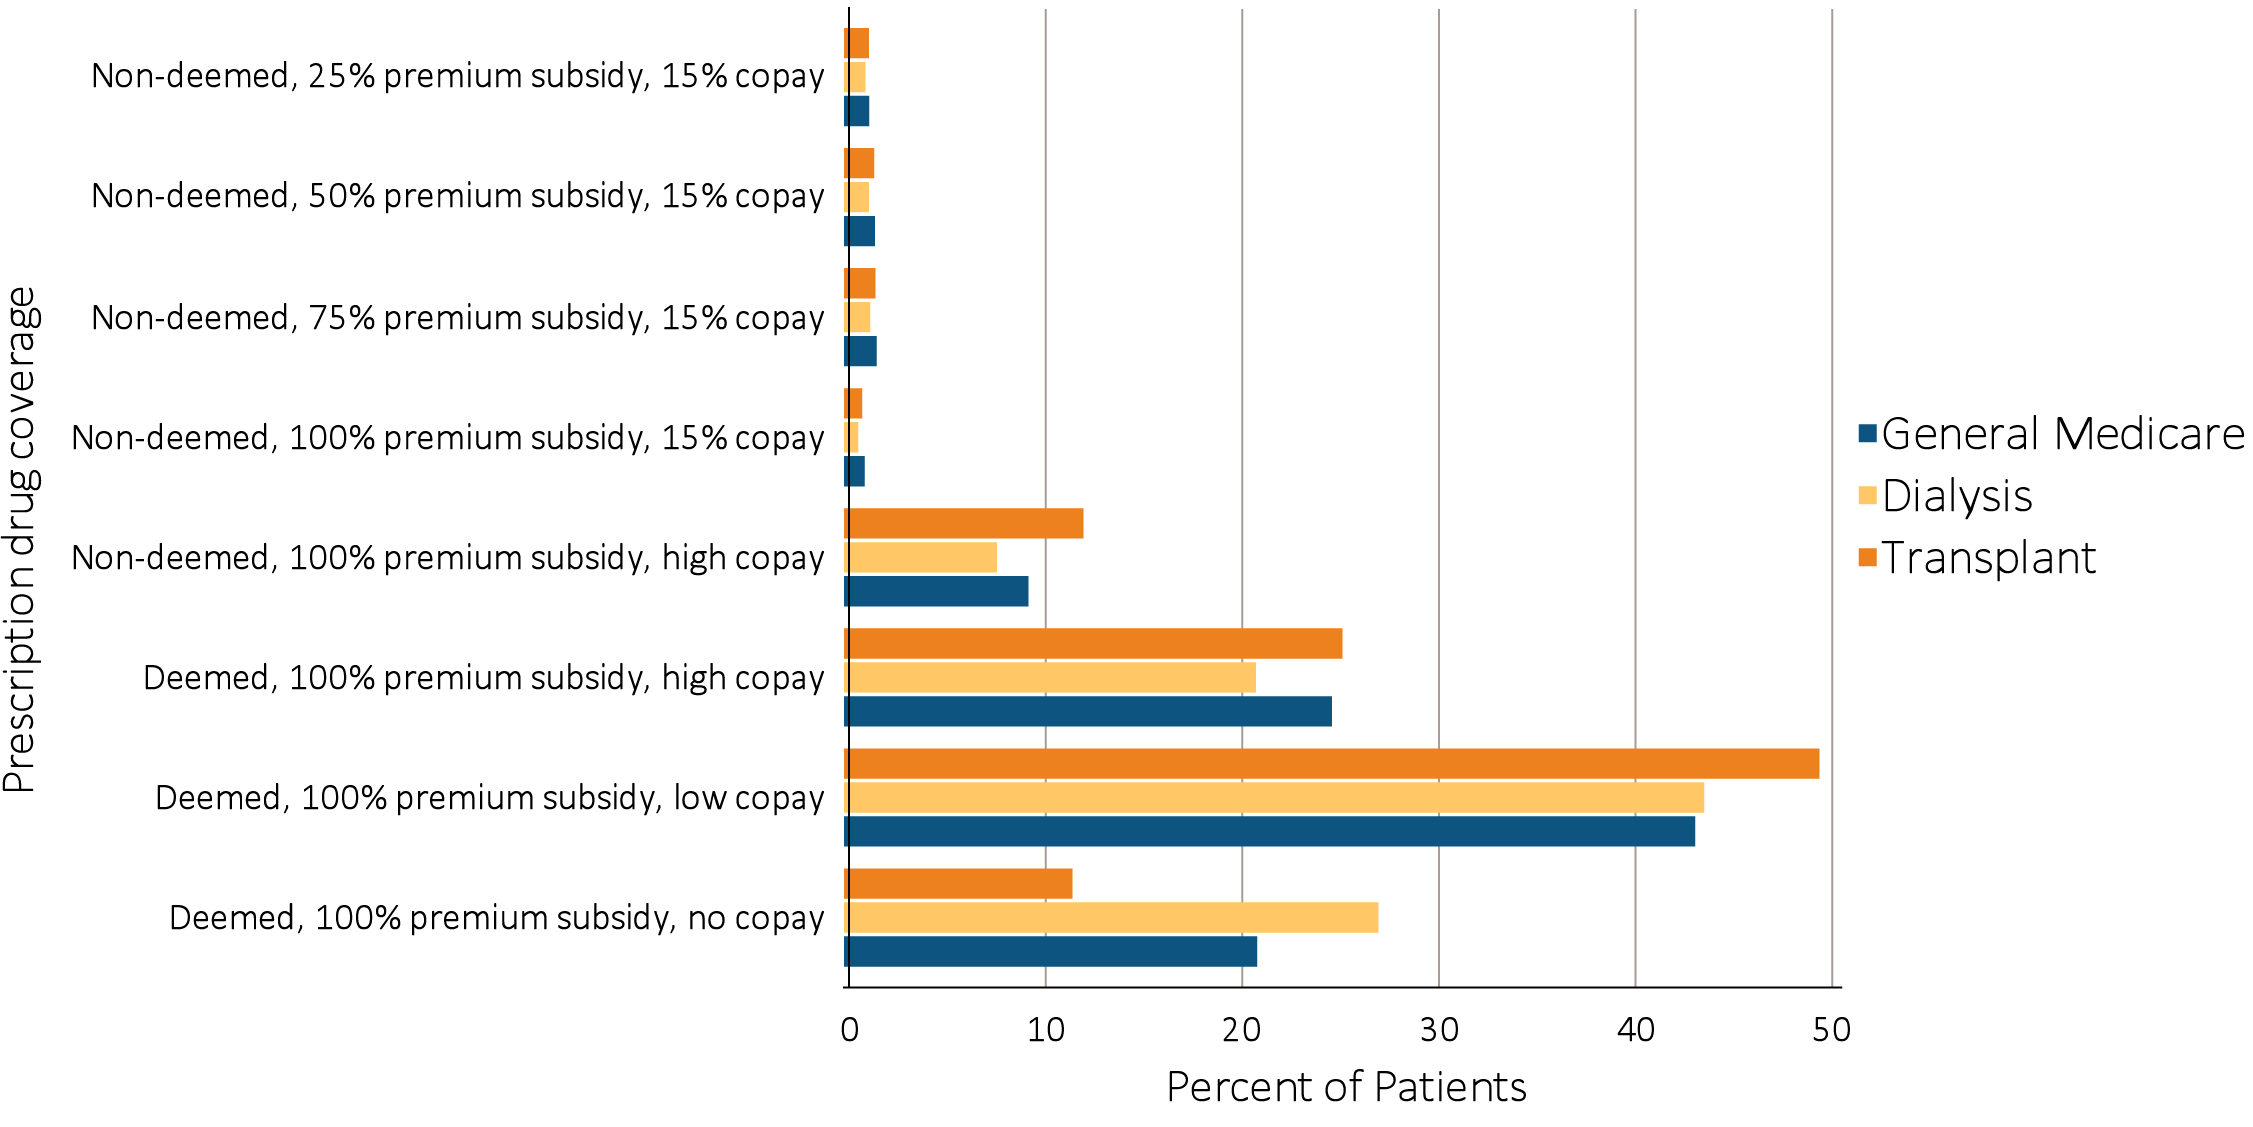 Prescription drug coverage
Non-deemed, 25% premium subsidy, 15% copay
Non-deemed, 50% premium subsidy, 15% copay
Non-deemed, 75% premium subsidy, 15% copay
Non-deemed, 100% premium subsidy, 15% copay
Non-deemed, 100% premium subsidy, high copay
Deemed, 100% premium subsidy, high copay
Deemed, 100% premium subsidy, low copay
Deemed, 100% premium subsidy, no copay
0 10 20 30 40 50
Percent of Patients
General Medicare
Dialysis
Transplant